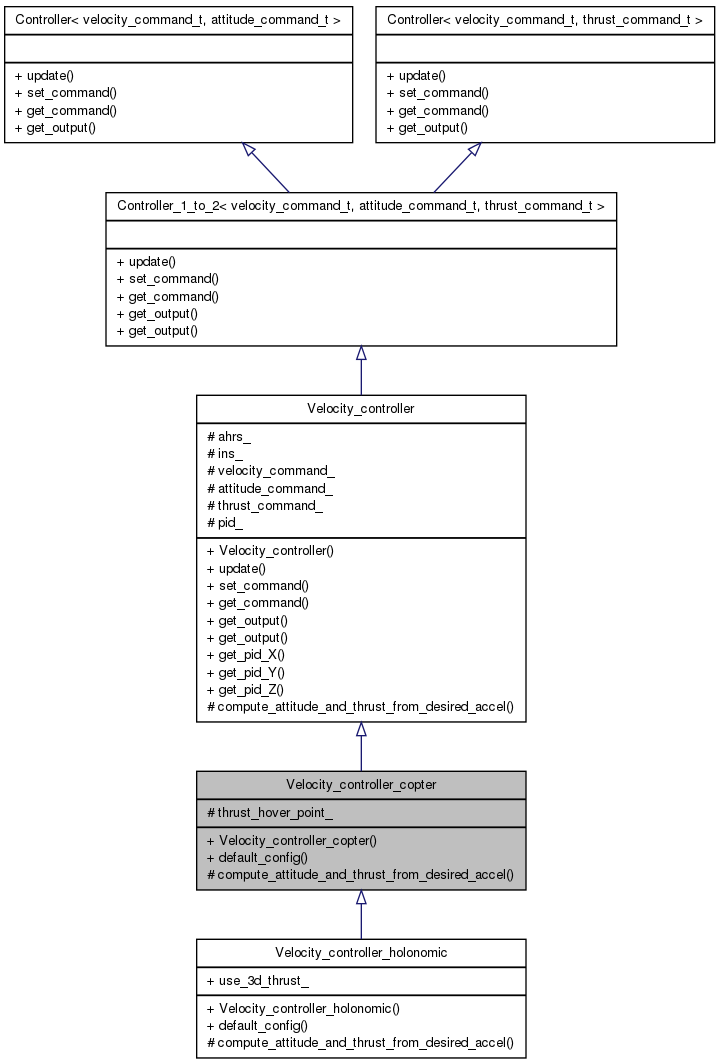 Controller< velocity_command_t, attitude_command_t >
+ update()
+ set_command()
+ get_command()
+ get_output()
Controller< velocity_command_t, thrust_command_t >
+ update()
+ set_command()
+ get_command()
+ get_output()
Controller_1_to_2< velocity_command_t, attitude_command_t, thrust_command_t >
+ update()
+ set_command()
+ get_command()
+ get_output()
+ get_output()
Velocity_controller
# ahrs_
# ins_
# velocity_command_
# attitude_command_
# thrust_command_
# pid_
+ Velocity_controller()
+ update()
+ set_command()
+ get_command()
+ get_output()
+ get_output()
+ get_pid_X()
+ get_pid_Y()
+ get_pid_Z()
# compute_attitude_and_thrust_from_desired_accel()
Velocity_controller_copter
# thrust_hover_point_
+ Velocity_controller_copter()
+ default_config()
# compute_attitude_and_thrust_from_desired_accel()
Velocity_controller_holonomic
+ use_3d_thrust_
+ Velocity_controller_holonomic()
+ default_config()
# compute_attitude_and_thrust_from_desired_accel()